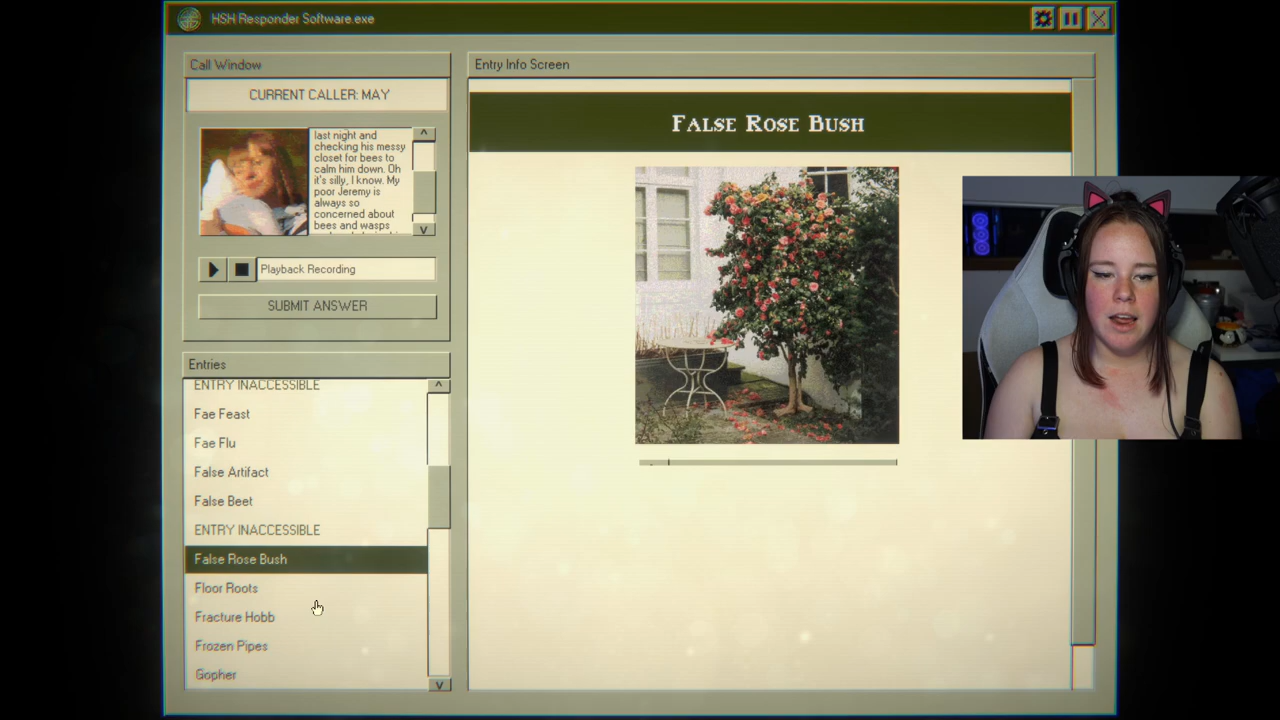 HSH Responder Software.exe
Call Window
CURRENT CALLER: MAY
last night and
checking his messy
closet for bees to
calm him down. Oh
it's silly, I know. My
poor Jeremy is
always so
concerned about
bees and wasps
Playback Recording
SUBMIT ANSWER
Entries
ENTRY INACCESSIBLE
Fae Feast
Fae Flu
False Artifact
False Beet
ENTRY INACCESSIBLE
False Rose Bush
Floor Roots
Fracture Hobb
Frozen Pipes
Gopher
Entry Info Screen
False Rose Bush